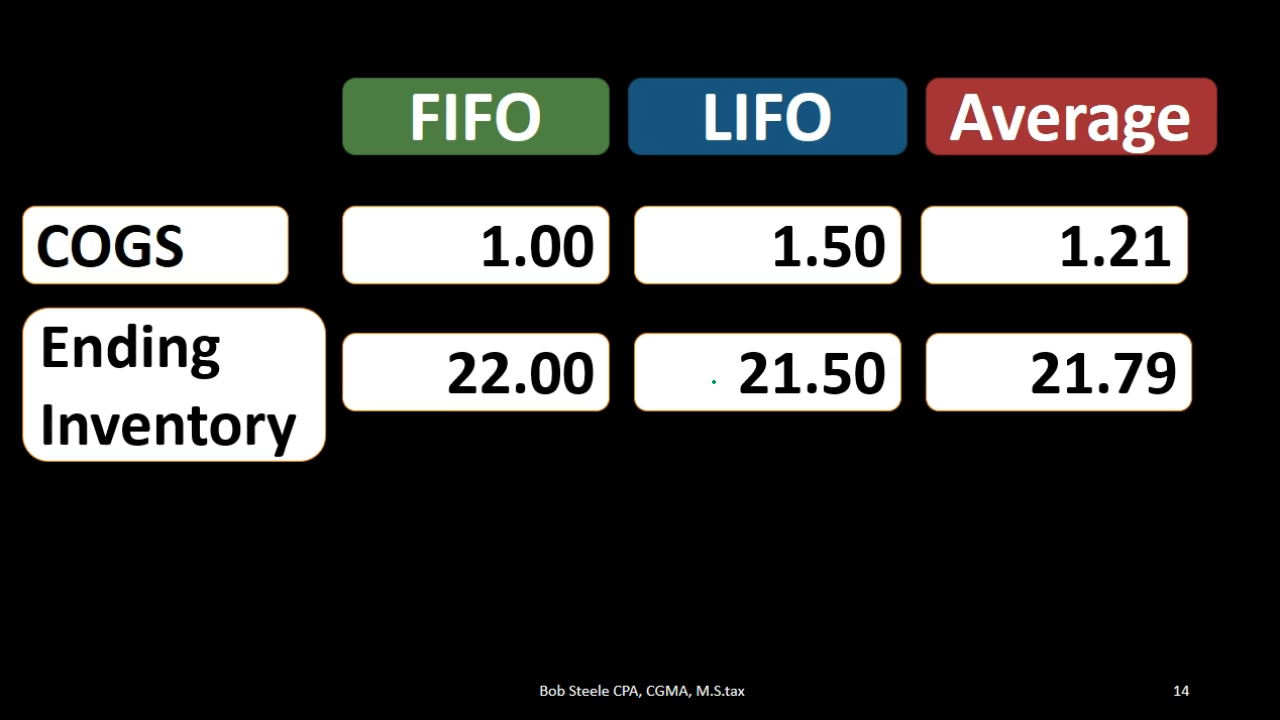 FIFO LIFO Average
COGS 1.00 1.50 1.21
Ending
Inventory
22.00 21.50 21.79
Bob Steele CPA, CGMA, M.S.tax 14